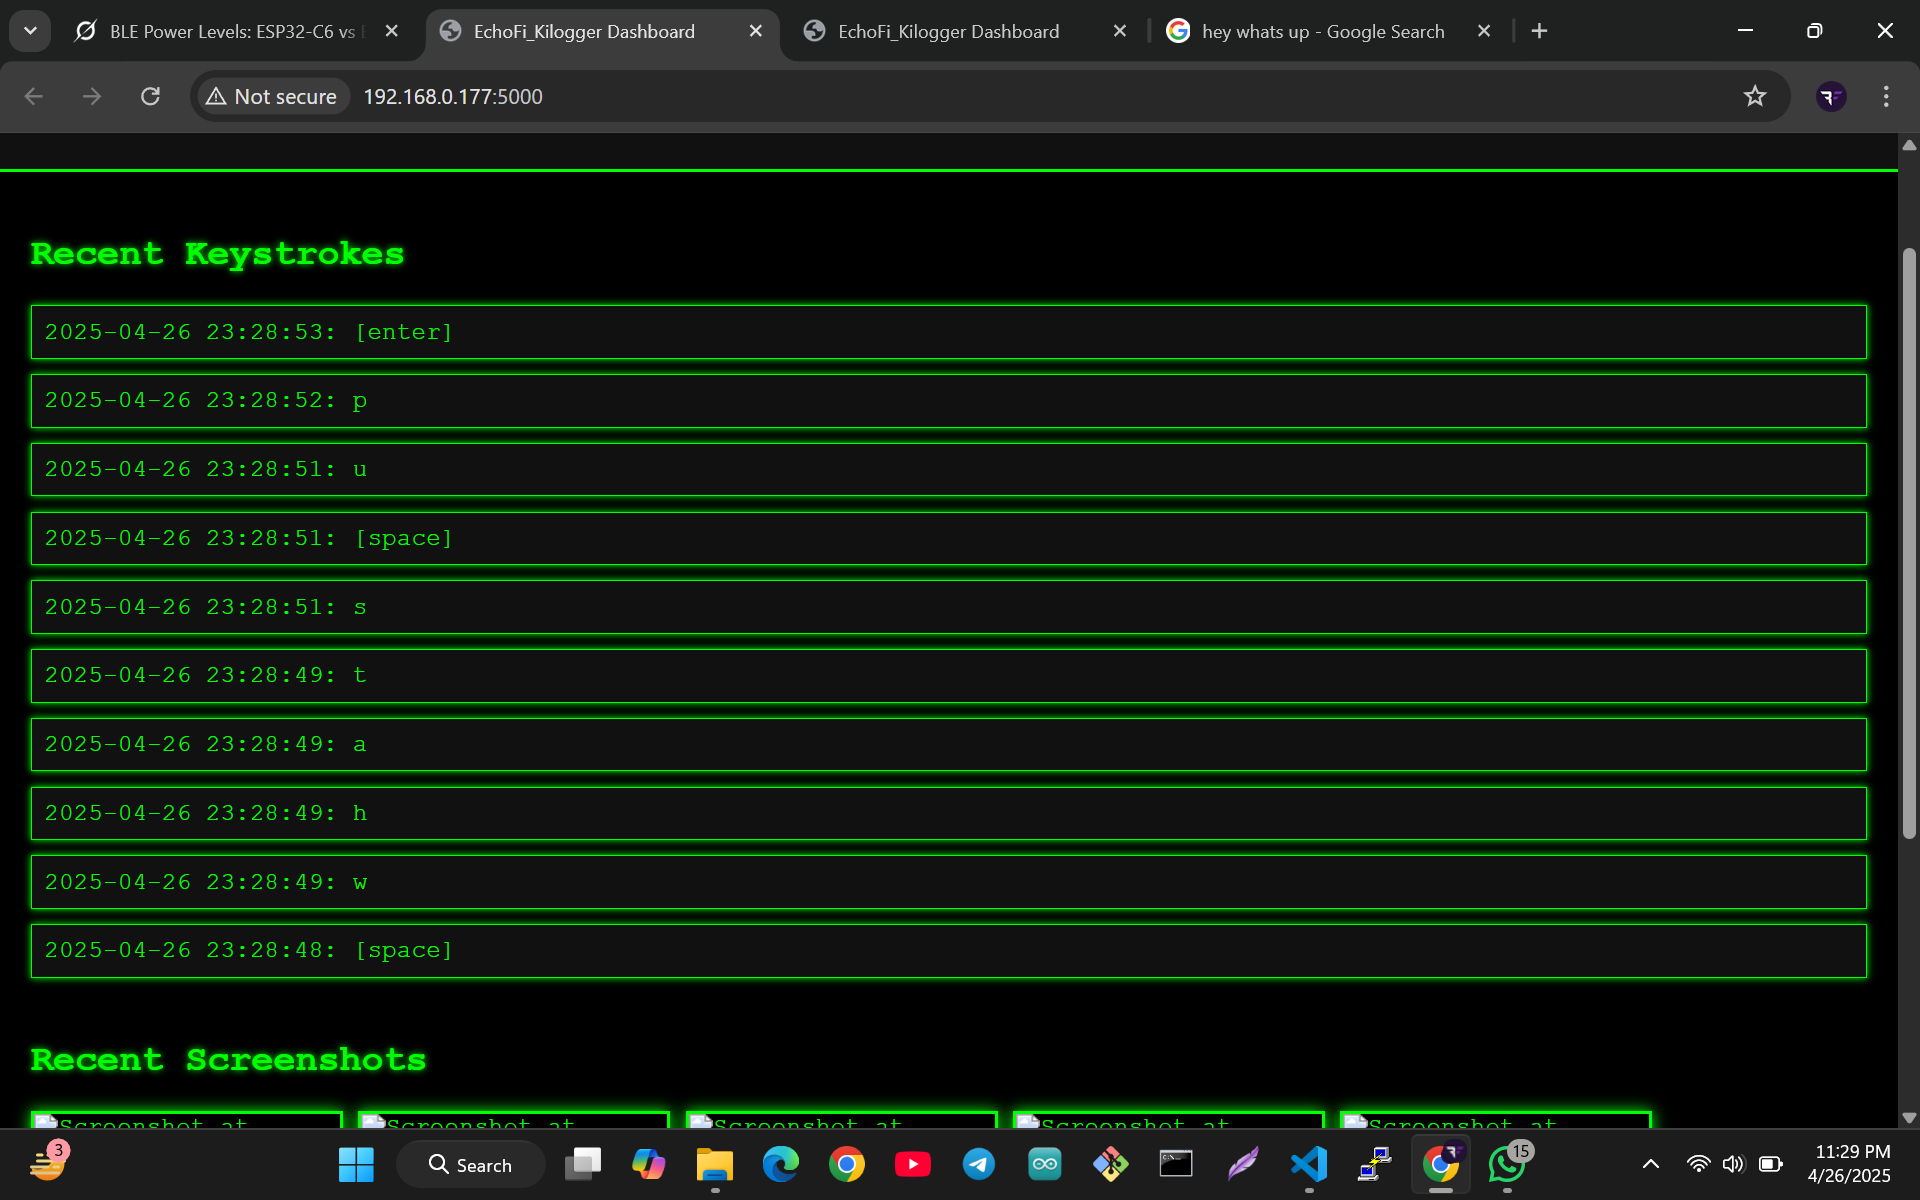 BLE Power Levels: ESP32-C6 vs
EchoFi_Kilogger Dashboard
EchoFi_Kilogger Dashboard
hey whats up - Google Search
Not secure
192.168.0.177:5000
Recent Keystrokes
2025-04-26 23:28:53: [enter]
2025-04-26 23:28:52: p
2025-04-26 23:28:51: u
2025-04-26 23:28:51: [space]
2025-04-26 23:28:51: s
2025-04-26 23:28:49: t
2025-04-26 23:28:49: a
2025-04-26 23:28:49: h
2025-04-26 23:28:49: w
2025-04-26 23:28:48: [space]
Recent Screenshots
Screenshot at
Screenshot at
Screenshot at
Screenshot at
Screenshot at
3
Search
15
11:29 PM
4/26/2025